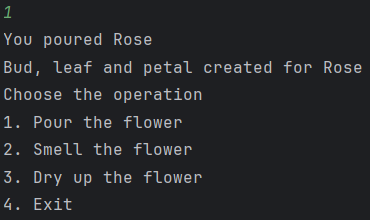 1
You poured Rose
Bud, leaf and petal created for Rose
Choose the operation
1. Pour the flower
2. Smell the flower
3. Dry up the flower
4. Exit